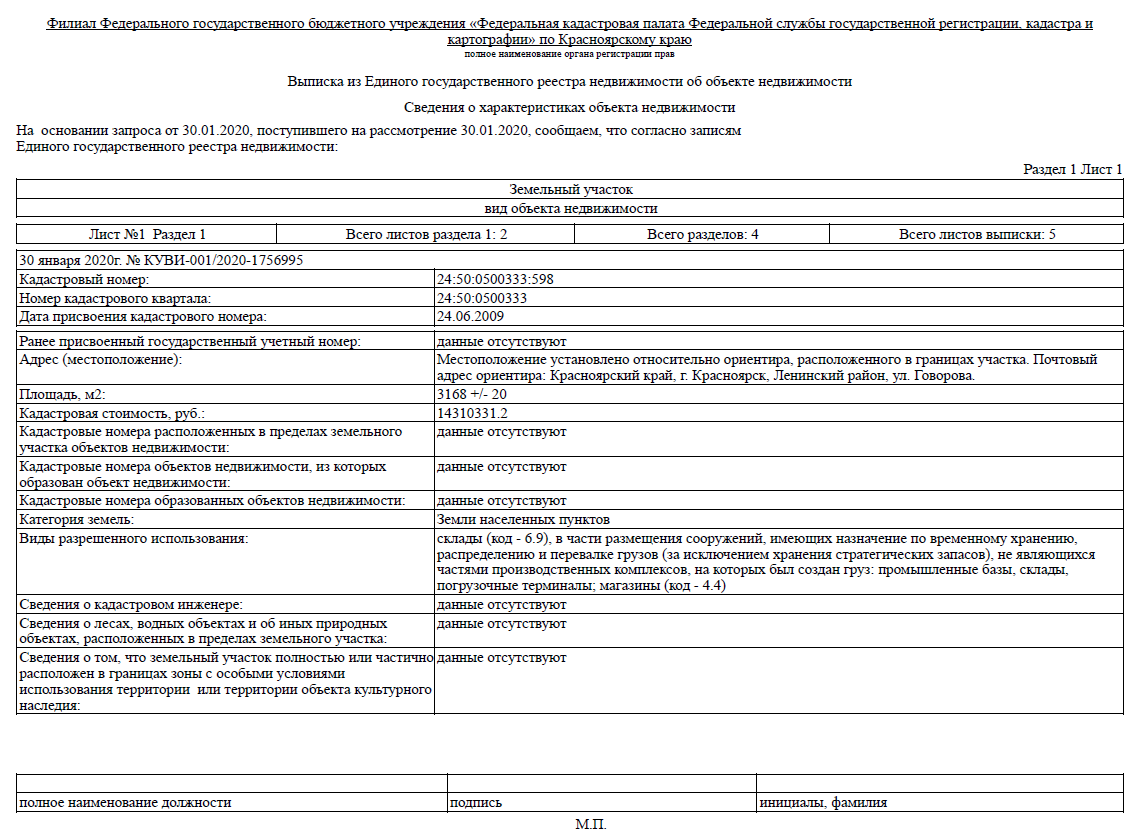 Филиал Федерального государственного бюджетного учреждения «Федеральная кадастровая палата Федеральной службы государственной регистрации, кадастра и
картографии» по Красноярскому краю
полное наименование органа регистрации прав
Выписка из Единого государственного реестра недвижимости об объекте недвижимости
Сведения о характеристиках объекта недвижимости
На основании запроса от 30.01.2020, поступившего на рассмотрение 30.01.2020, сообщаем, что согласно записям
Единого государственного реестра недвижимости:
Раздел 1 Лист 1
Земельный участок
вид объекта недвижимости
Лист №1 Раздел 1 Всего листов раздела 1: 2 Всего разделов: 4 Всего листов выписки: 5
30 января 2020г. № КУВИ-001/2020-1756995
Кадастровый номер: 24:50:0500333:598
Номер кадастрового квартала: 24:50:0500333
Дата присвоения кадастрового номера: 24.06.2009
Ранее присвоенный государственный учетный номер: данные отсутствуют
Адрес (местоположение): Местоположение установлено относительно ориентира, расположенного в границах участка. Почтовый
адрес ориентира: Красноярский край, г. Красноярск, Ленинский район, ул. Говорова.
Площадь, м2: 3168 +/- 20
Кадастровая стоимость, руб.: 14310331.2
Кадастровые номера расположенных в пределах земельного данные отсутствуют
участка объектов недвижимости:
Кадастровые номера объектов недвижимости, из которых данные отсутствуют
образован объект недвижимости:
Кадастровые номера образованных объектов недвижимости: данные отсутствуют
Категория земель: Земли населенных пунктов
Виды разрешенного использования: склады (код - 6.9), в части размещения сооружений, имеющих назначение по временному хранению,
распределению и перевалке грузов (за исключением хранения стратегических запасов), не являющихся
частями производственных комплексов, на которых был создан груз: промышленные базы, склады,
погрузочные терминалы; магазины (код - 4.4)
Сведения о кадастровом инженере: данные отсутствуют
Сведения о лесах, водных объектах и об иных природных данные отсутствуют
объектах, расположенных в пределах земельного участка:
Сведения о том, что земельный участок полностью или частично данные отсутствуют
расположен в границах зоны с особыми условиями
использования территории или территории объекта культурного
наследия:
полное наименование должности подпись инициалы, фамилия
М.П.